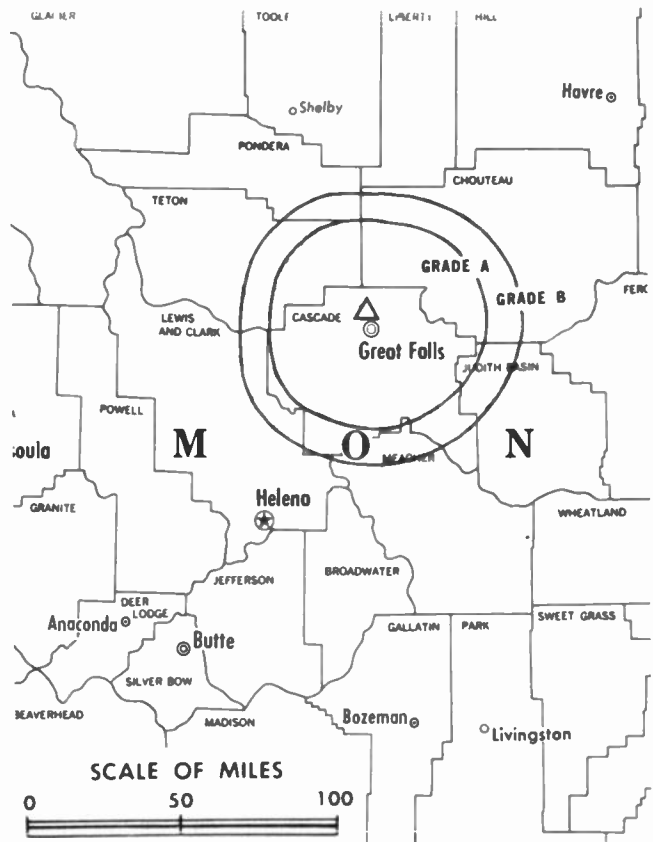 GLACIER TOOLE LIBERTY HILL
Shelby
Havre
PONDERA
CHOUTEAU
TETON
GRADE A
GRADE B
FERG
CASCADE
LEWIS
AND CLARK
Great Falls
JUDITH BASIN
POWELL
M O N
soula
MEAGHER
Helena
GRANITE
WHEATLAND
JEFFERSON
BROADWATER
DEER
LODGE
Anaconda
SWEET GRASS
GALLATIN
PARK
Butte
SILVER BOW
BEAVERHEAD
MADISON
Bozeman
Livingston
SCALE OF MILES
0 50 100